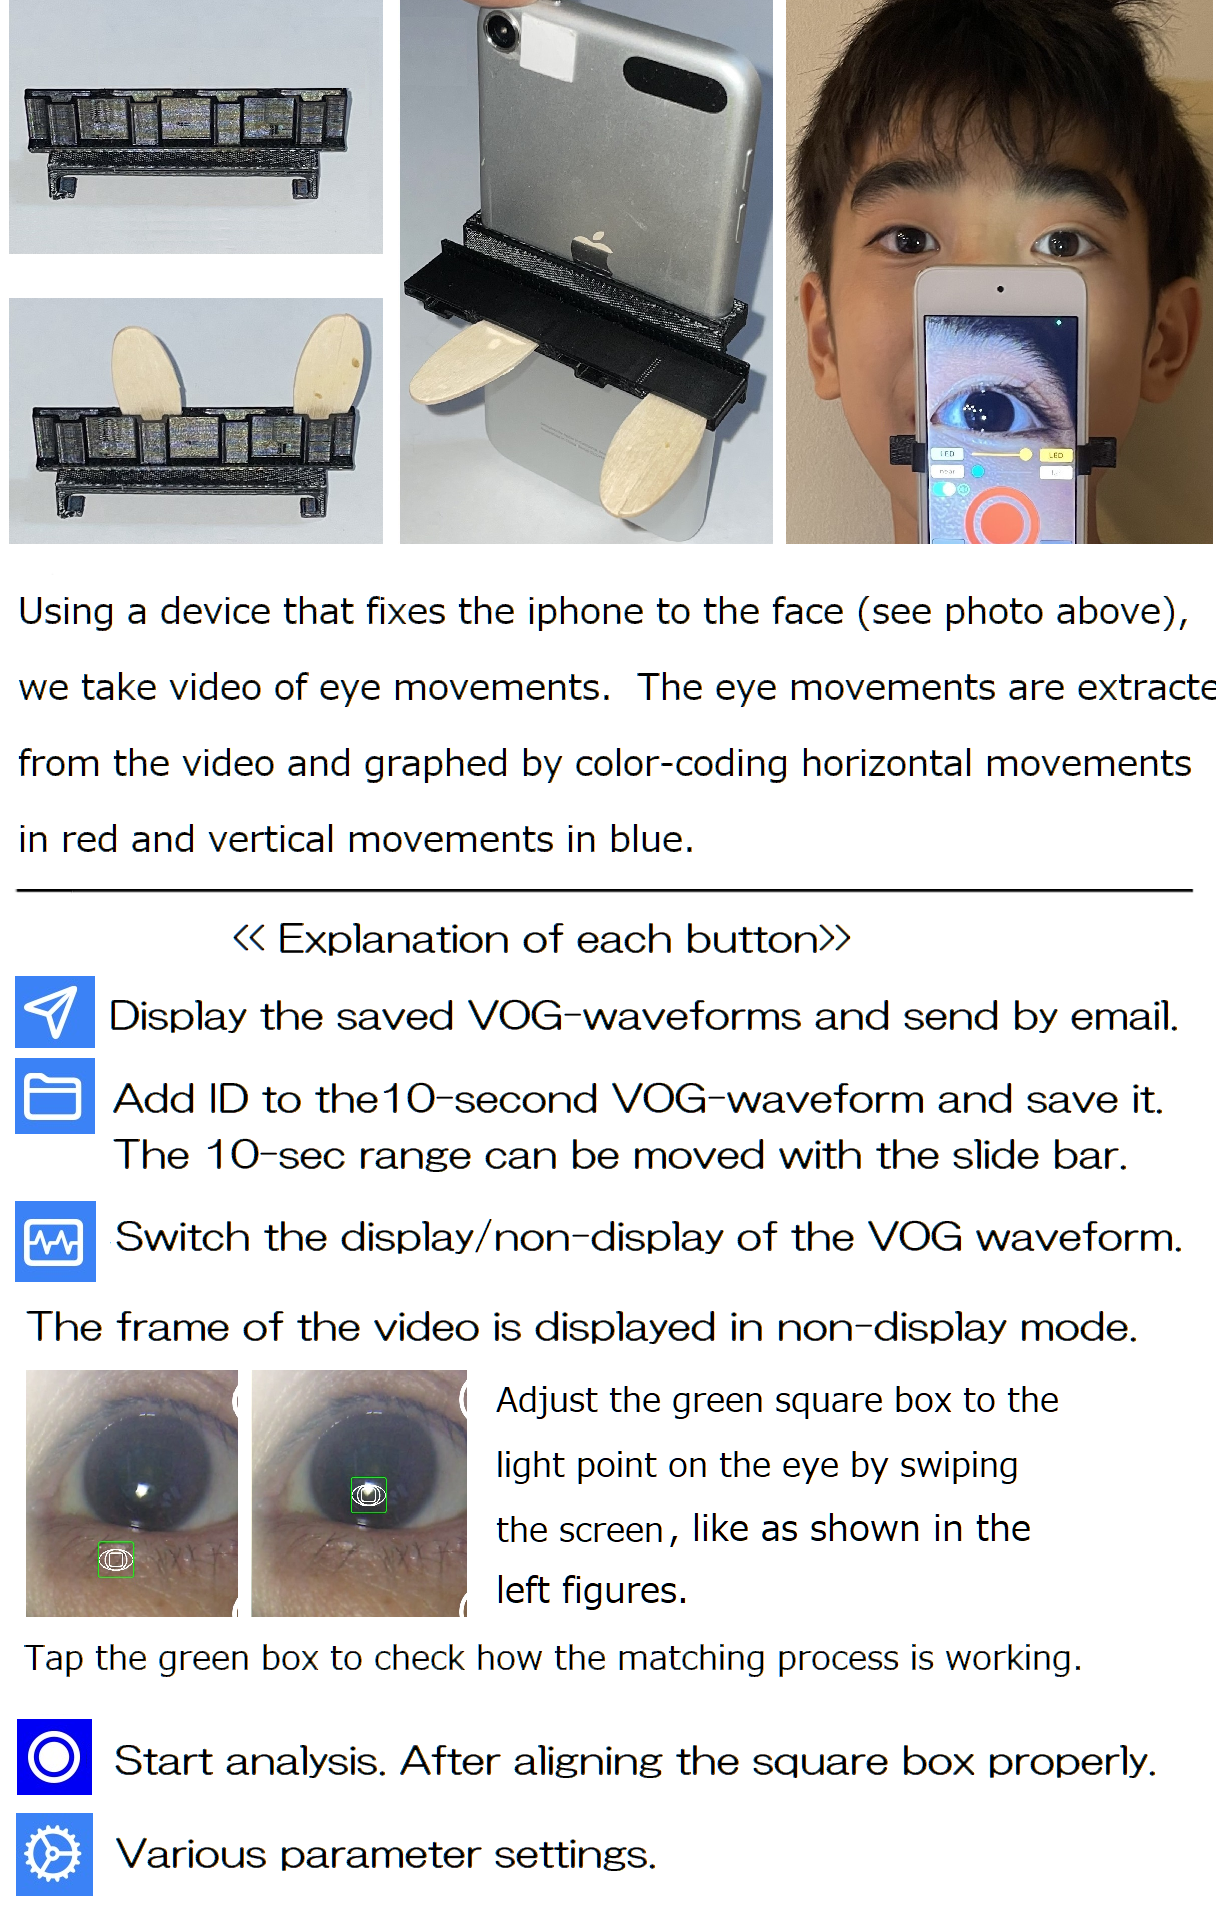 LED
LED
near
Using a device that fixes the iphone to the face (see photo above),
we take video of eye movements.  The eye movements are extracte
from the video and graphed by color-coding horizontal movements
in red and vertical movements in blue.
<< Explanation of each button>>
Display the saved VOG-waveforms and send by email.
Add ID to the10-second VOG-waveform and save it.
The 10-sec range can be moved with the slide bar.
Switch the display/non-display of the VOG waveform.
The frame of the video is displayed in non-display mode.
Adjust the green square box to the
light point on the eye by swiping
the screen, like as shown in the
left figures.
Tap the green box to check how the matching process is working.
Start analysis. After aligning the square box properly.
Various parameter settings.